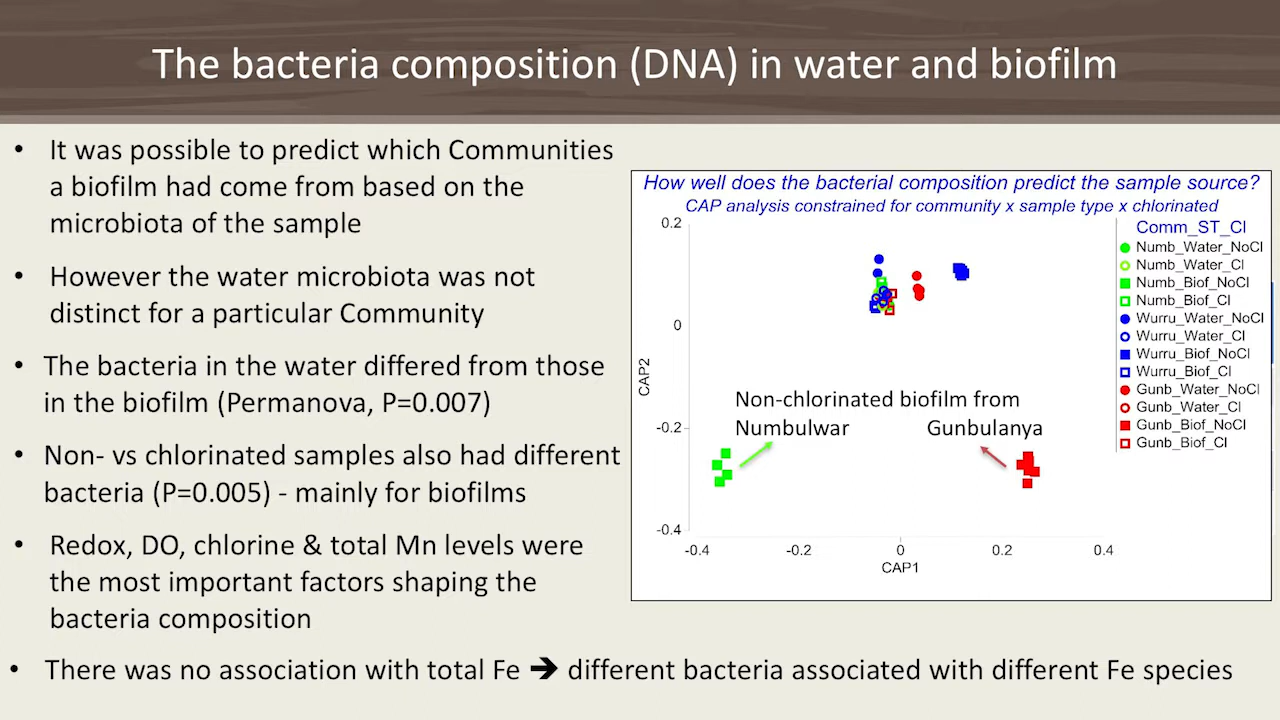 The bacteria composition (DNA) in water and biofilm
• It was possible to predict which Communities
a biofilm had come from based on the
microbiota of the sample
• However the water microbiota was not
distinct for a particular Community
• The bacteria in the water differed from those
in the biofilm (Permanova, P=0.007)
• Non- vs chlorinated samples also had different
bacteria (P=0.005) - mainly for biofilms
• Redox, DO, chlorine & total Mn levels were
the most important factors shaping the
bacteria composition
• There was no association with total Fe ➔ different bacteria associated with different Fe species
How well does the bacterial composition predict the sample source?
CAP analysis constrained for community x sample type x chlorinated
0.2
0
-0.2
-0.4
CAP2
-0.4
-0.2
0
0.2
0.4
CAP1
Non-chlorinated biofilm from
Numbulwar
Gunbulanya
Comm_ST_Cl
Numb_Water_NoCl
Numb_Water_Cl
Numb_Biof_NoCl
Numb_Biof_Cl
Wurru_Water_NoCl
Wurru_Water_Cl
Wurru_Biof_NoCl
Wurru_Biof_Cl
Gunb_Water_NoCl
Gunb_Water_Cl
Gunb_Biof_NoCl
Gunb_Biof_Cl